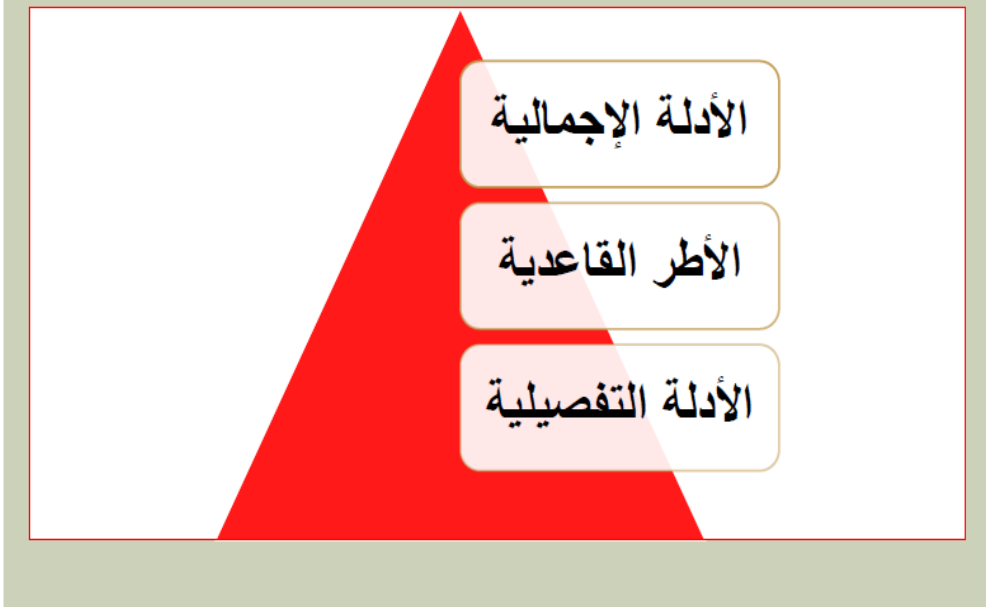 الأدلة الإجمالية
الأطر القاعدية
الأدلة التفصيلية